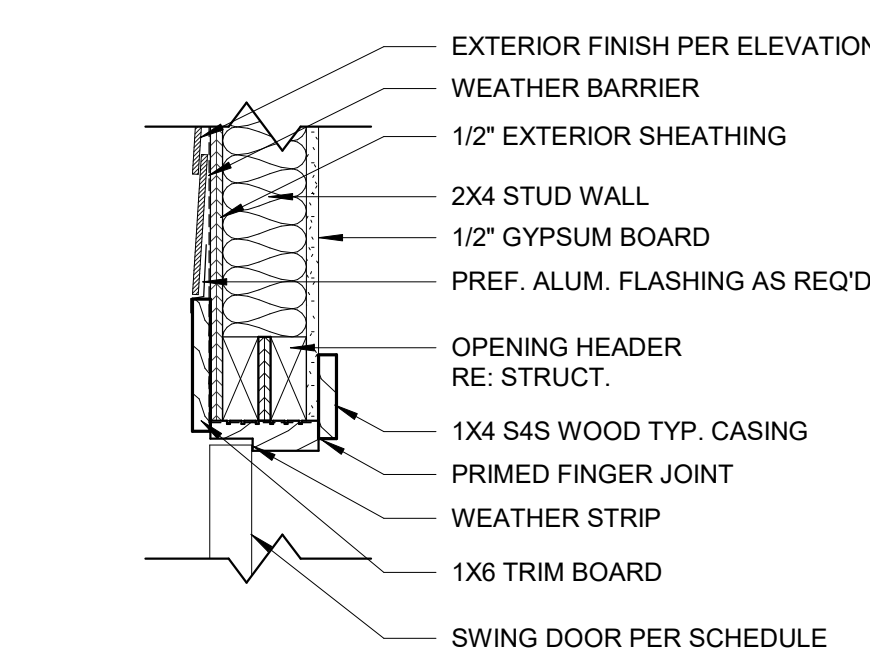 EXTERIOR FINISH PER ELEVATION
WEATHER BARRIER
1/2" EXTERIOR SHEATHING
2X4 STUD WALL
1/2" GYPSUM BOARD
PREF. ALUM. FLASHING AS REQ'D
OPENING HEADER
RE: STRUCT.
1X4 S4S WOOD TYP. CASING
PRIMED FINGER JOINT
WEATHER STRIP
1X6 TRIM BOARD
SWING DOOR PER SCHEDULE